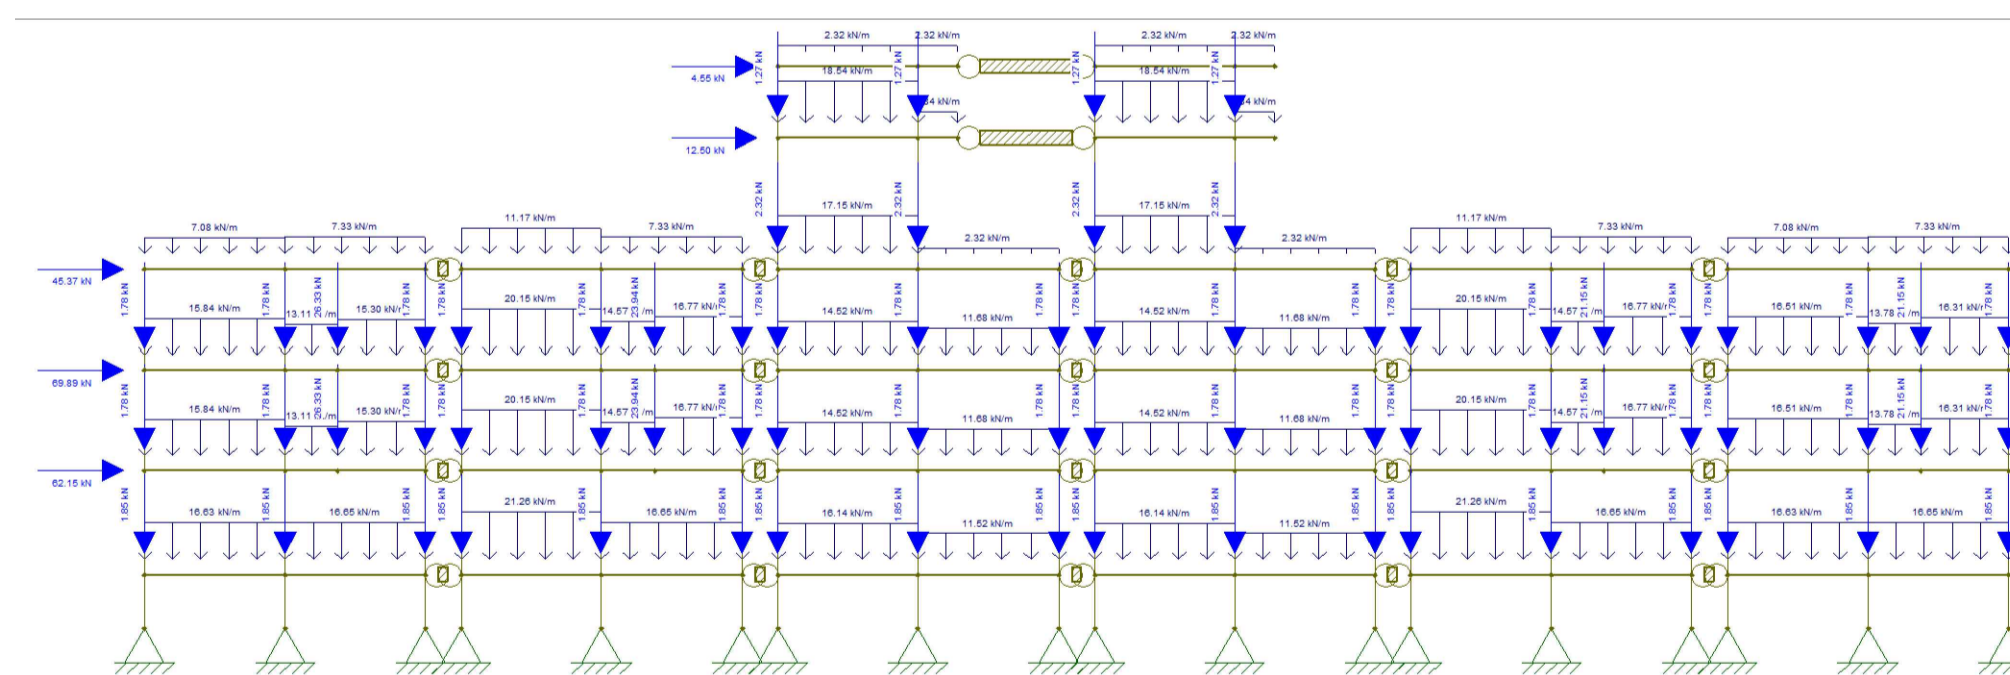 2.32 kN/m 2.32 kN/m 2.32 kN/m 2.32 kN/m
4.55 kN 1.27 kN 18.54 kN/m 1.27 kN 1.27 kN 18.54 kN/m 1.27 kN
kN/m kN/m
12.50 kN
2.32 kN 17.15 kN/m 2.32 kN 2.32 kN 17.15 kN/m 2.32 kN
7.08 kN/m 7.33 kN/m 11.17 kN/m 7.33 kN/m 2.32 kN/m 2.32 kN/m 11.17 kN/m 7.33 kN/m 7.08 kN/m 7.33 kN/m
45.37 kN
1.78 kN 15.84 kN/m 1.78 kN 13.11 /m 26.33 kN 15.30 kN/ 1.78 kN 20.15 kN/m 1.78 kN 14.57 /m 23.94 kN 16.77 kN/ 1.78 kN 1.78 kN 14.52 kN/m 1.78 kN 11.68 kN/m 1.78 kN 1.78 kN 14.52 kN/m 1.78 kN 11.68 kN/m 1.78 kN 1.78 kN 20.15 kN/m 1.78 kN 14.57 /m 21.15 kN 16.77 kN/ 1.78 kN 1.78 kN 16.51 kN/m 1.78 kN 13.78 /m 21.15 kN 16.31 kN/ 1.78 kN
69.89 kN
1.78 kN 15.84 kN/m 1.78 kN 13.11 /m 26.33 kN 15.30 kN/ 1.78 kN 20.15 kN/m 1.78 kN 14.57 /m 23.94 kN 16.77 kN/ 1.78 kN 1.78 kN 14.52 kN/m 1.78 kN 11.68 kN/m 1.78 kN 1.78 kN 14.52 kN/m 1.78 kN 11.68 kN/m 1.78 kN 1.78 kN 20.15 kN/m 1.78 kN 14.57 /m 21.15 kN 16.77 kN/ 1.78 kN 1.78 kN 16.51 kN/m 1.78 kN 13.78 /m 21.15 kN 16.31 kN/ 1.78 kN
62.15 kN
1.85 kN 16.63 kN/m 1.85 kN 16.65 kN/m 1.85 kN 1.85 kN 21.26 kN/m 1.85 kN 16.65 kN/m 1.85 kN 1.85 kN 16.14 kN/m 1.85 kN 11.52 kN/m 1.85 kN 1.85 kN 16.14 kN/m 1.85 kN 11.52 kN/m 1.85 kN 1.85 kN 21.26 kN/m 1.85 kN 16.65 kN/m 1.85 kN 1.85 kN 16.63 kN/m 1.85 kN 16.65 kN/m 1.85 kN